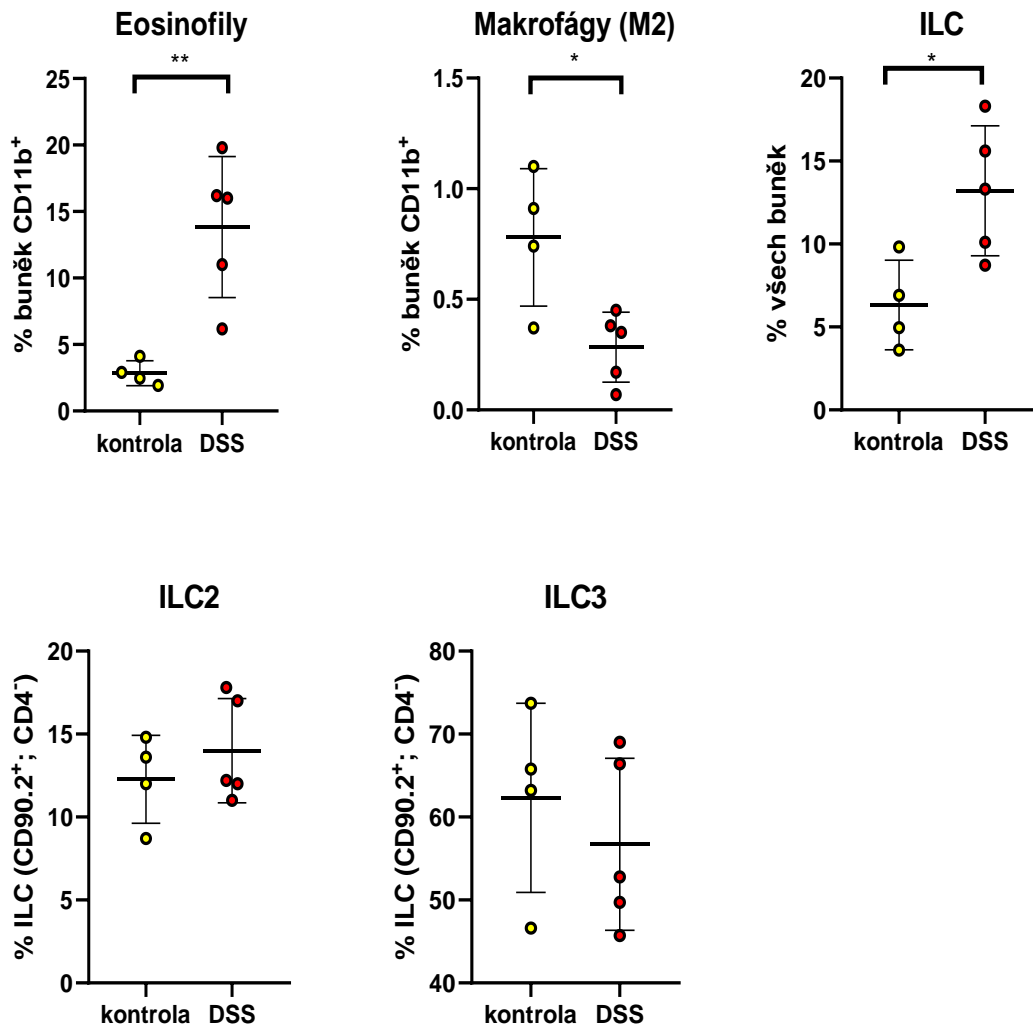 Eosinofily
**
25
20
15
10
5
0
% buněk CD11b⁺
kontrola DSS
Makrofágy (M2)
*
1.5
1.0
0.5
0.0
% buněk CD11b⁺
kontrola DSS
ILC
*
20
15
10
5
0
% všech buněk
kontrola DSS
ILC2
20
15
10
5
0
% ILC (CD90.2⁺; CD4⁻)
kontrola DSS
ILC3
80
70
60
50
40
% ILC (CD90.2⁺; CD4⁻)
kontrola DSS